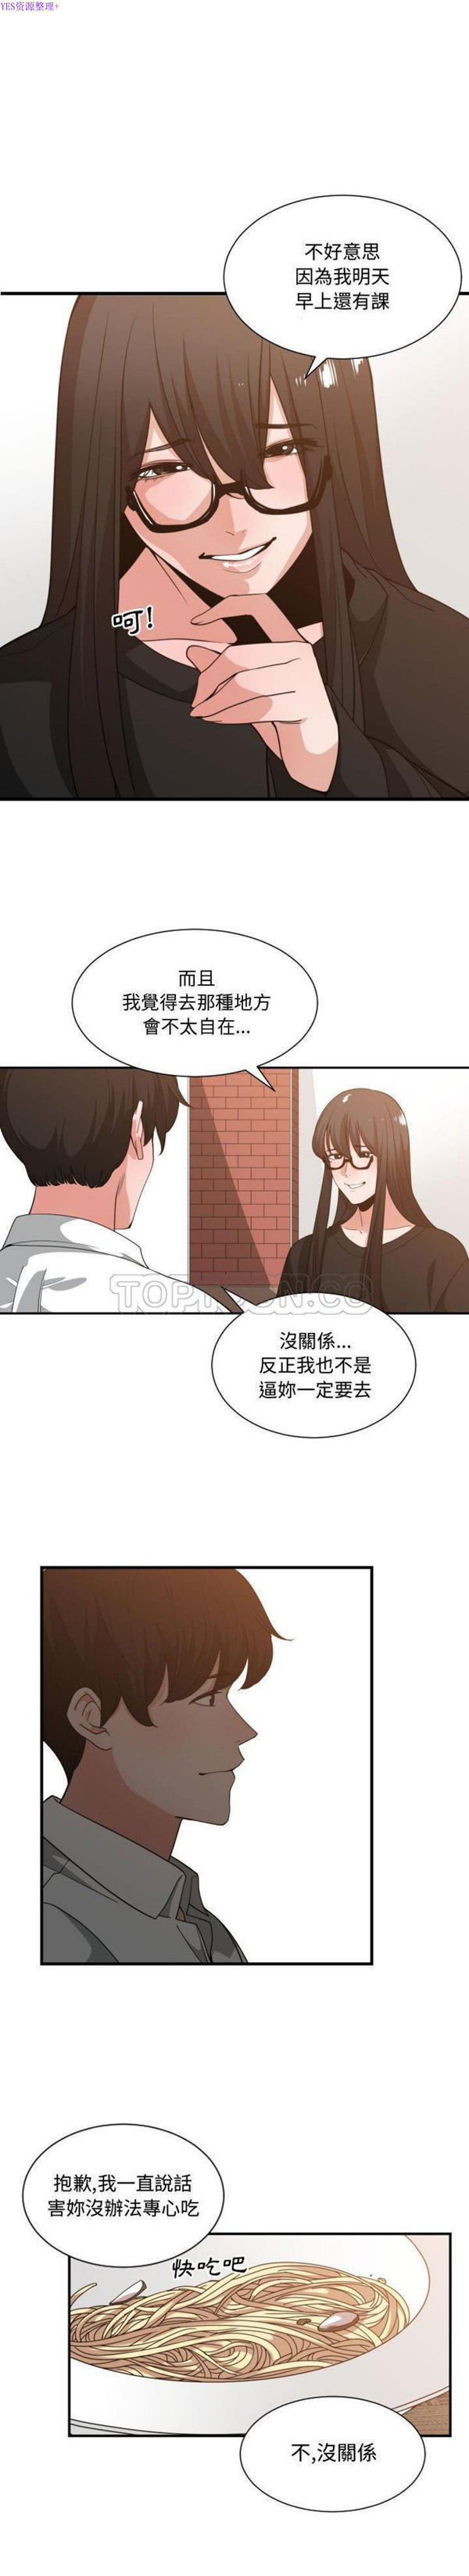 YES资源整理+
不好意思
因為我明天
早上還有課
呵!
而且
我覺得去那種地方
會不太自在...
TOPTOON.CC
沒關係...
反正我也不是
逼妳一定要去
抱歉,我一直說話
害妳沒辦法專心吃
快吃吧
不,沒關係